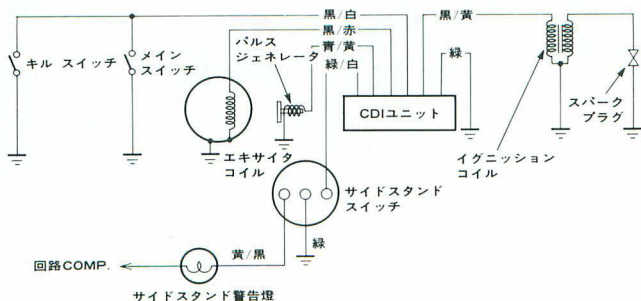 黒/白
黒/赤
パルス
ジェネレータ
青/黄
緑/白
黒/黄
緑
キル スイッチ
メイン
スイッチ
CDIユニット
スパーク
プラグ
エキサイタ
コイル
イグニッション
コイル
サイドスタンド
スイッチ
黄/黒
緑
回路COMP.
サイドスタンド警告燈